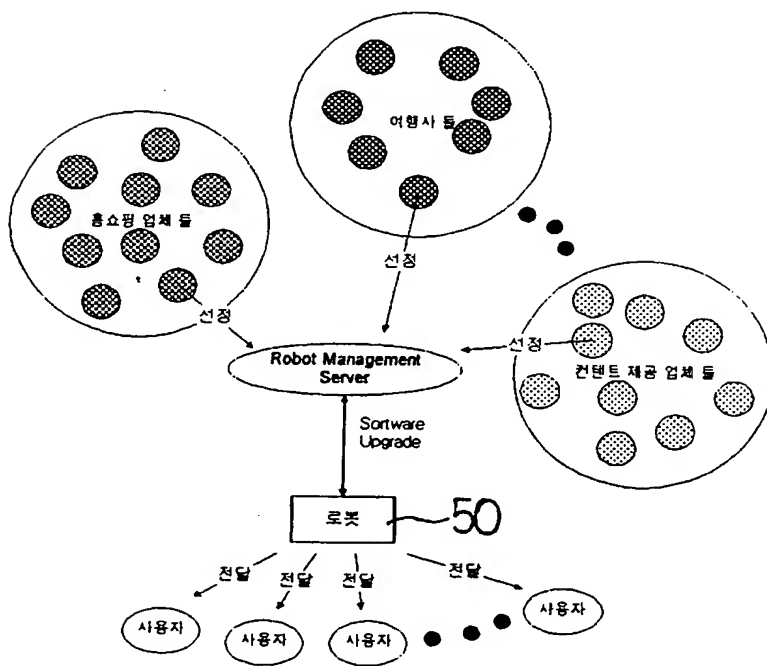 여행사 들
홈쇼핑 업체 들
선정
선정
선정
컨텐트 제공 업체 들
Robot Management
Server
Sortware
Upgrade
로봇
50
전달
전달
전달
전달
사용자
사용자
사용자
사용자